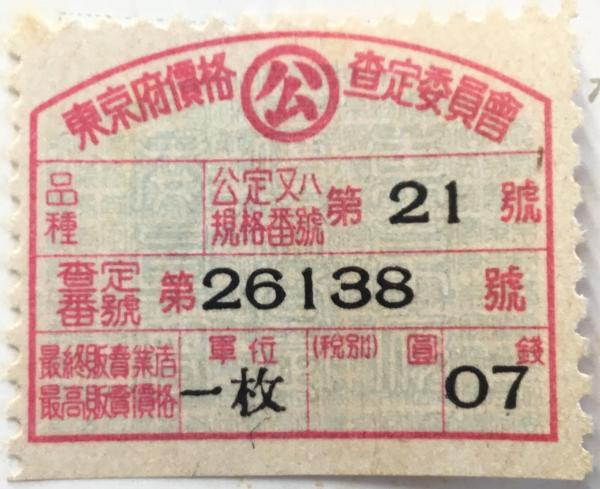 東京府價格 公 査定委員會
品種 公定又ハ規格番號 第 21 號
査定番號 第 26138 號
最終販賣業店最高販賣價格 單位 一枚 (稅別) 圓 錢 07